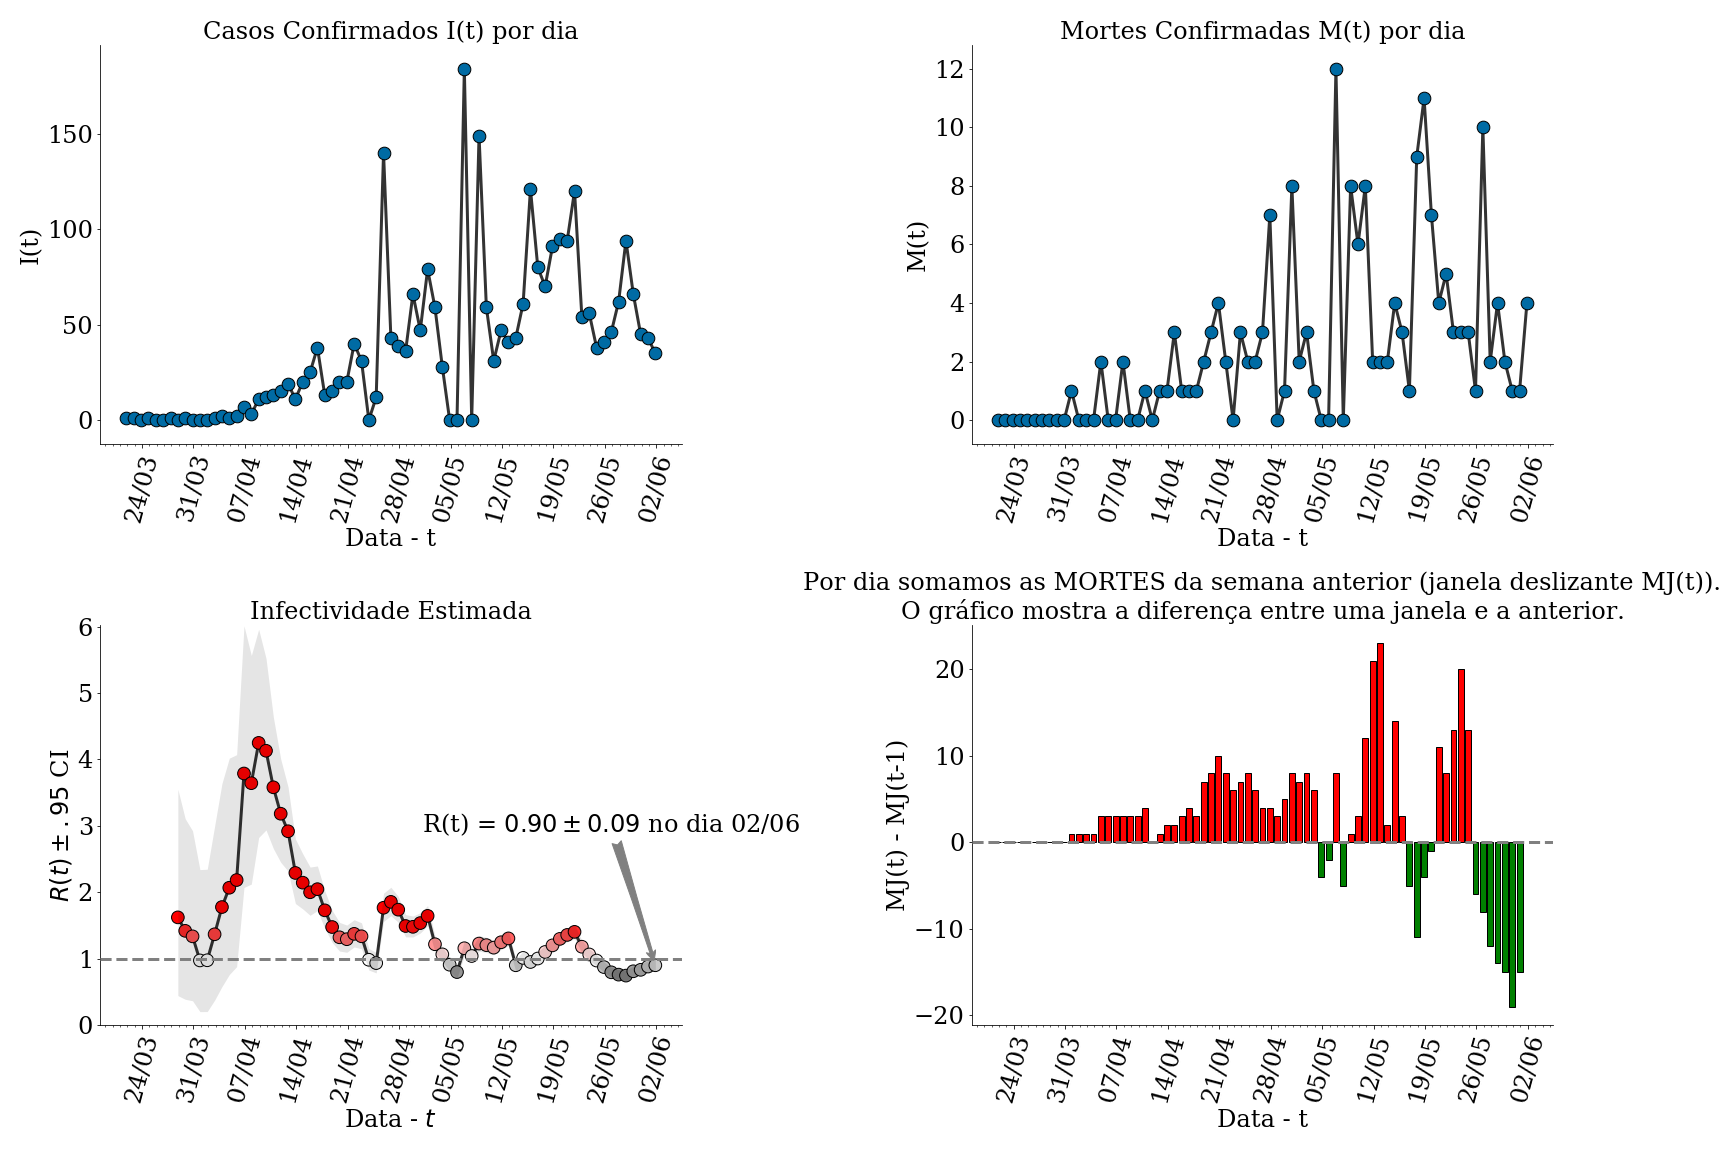 Casos Confirmados I(t) por dia
I(t)
150
100
50
0
24/03 31/03 07/04 14/04 21/04 28/04 05/05 12/05 19/05 26/05 02/06
Data - t
Mortes Confirmadas M(t) por dia
M(t)
12
10
8
6
4
2
0
24/03 31/03 07/04 14/04 21/04 28/04 05/05 12/05 19/05 26/05 02/06
Data - t
Infectividade Estimada
R(t) ± .95 CI
6
5
4
3
2
1
0
R(t) = 0.90 ± 0.09 no dia 02/06
24/03 31/03 07/04 14/04 21/04 28/04 05/05 12/05 19/05 26/05 02/06
Data - t
Por dia somamos as MORTES da semana anterior (janela deslizante MJ(t)).
O gráfico mostra a diferença entre uma janela e a anterior.
MJ(t) - MJ(t-1)
20
10
0
−10
−20
24/03 31/03 07/04 14/04 21/04 28/04 05/05 12/05 19/05 26/05 02/06
Data - t